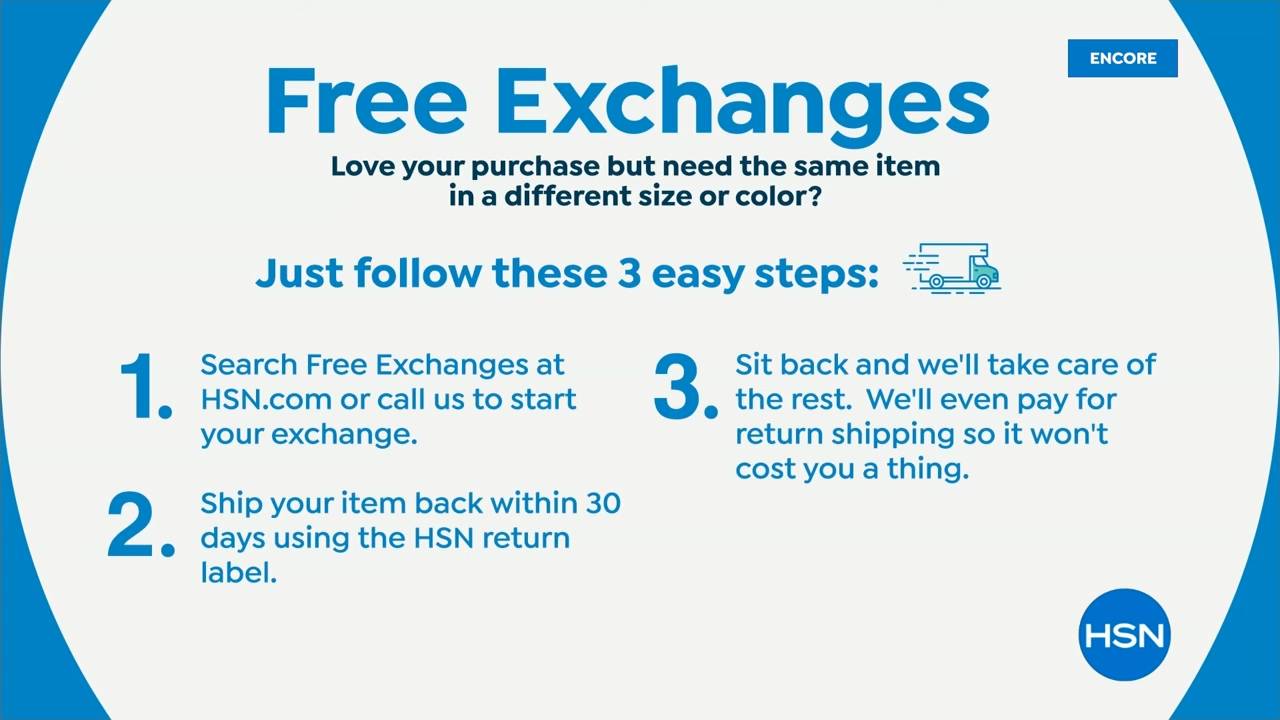 ENCORE
Free Exchanges
Love your purchase but need the same item
in a different size or color?
Just follow these 3 easy steps:
1. Search Free Exchanges at
HSN.com or call us to start
your exchange.
2. Ship your item back within 30
days using the HSN return
label.
3. Sit back and we'll take care of
the rest.  We'll even pay for
return shipping so it won't
cost you a thing.
HSN